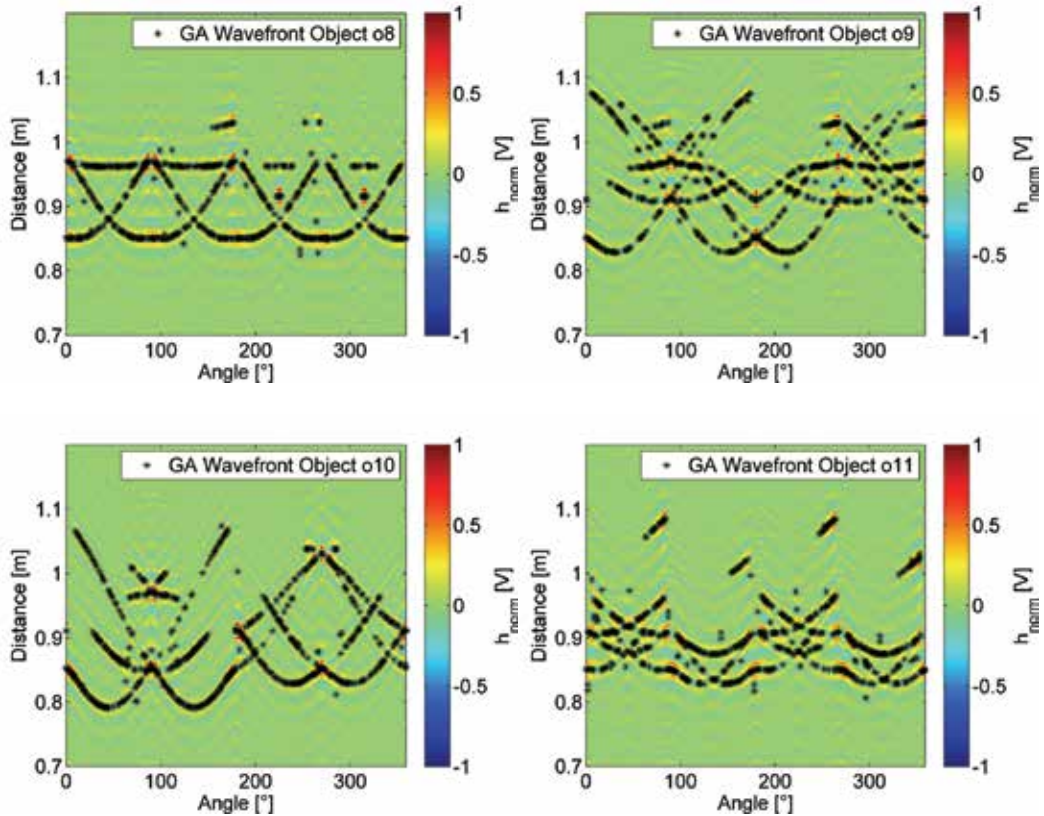 GA Wavefront Object o8
Distance [m]
1.1
1
0.9
0.8
0.7
0 100 200 300
Angle [°]
1
0.5
0
-0.5
-1
h_norm [V]
GA Wavefront Object o9
Distance [m]
1.1
1
0.9
0.8
0.7
0 100 200 300
Angle [°]
1
0.5
0
-0.5
-1
h_norm [V]
GA Wavefront Object o10
Distance [m]
1.1
1
0.9
0.8
0.7
0 100 200 300
Angle [°]
1
0.5
0
-0.5
-1
h_norm [V]
GA Wavefront Object o11
Distance [m]
1.1
1
0.9
0.8
0.7
0 100 200 300
Angle [°]
1
0.5
0
-0.5
-1
h_norm [V]